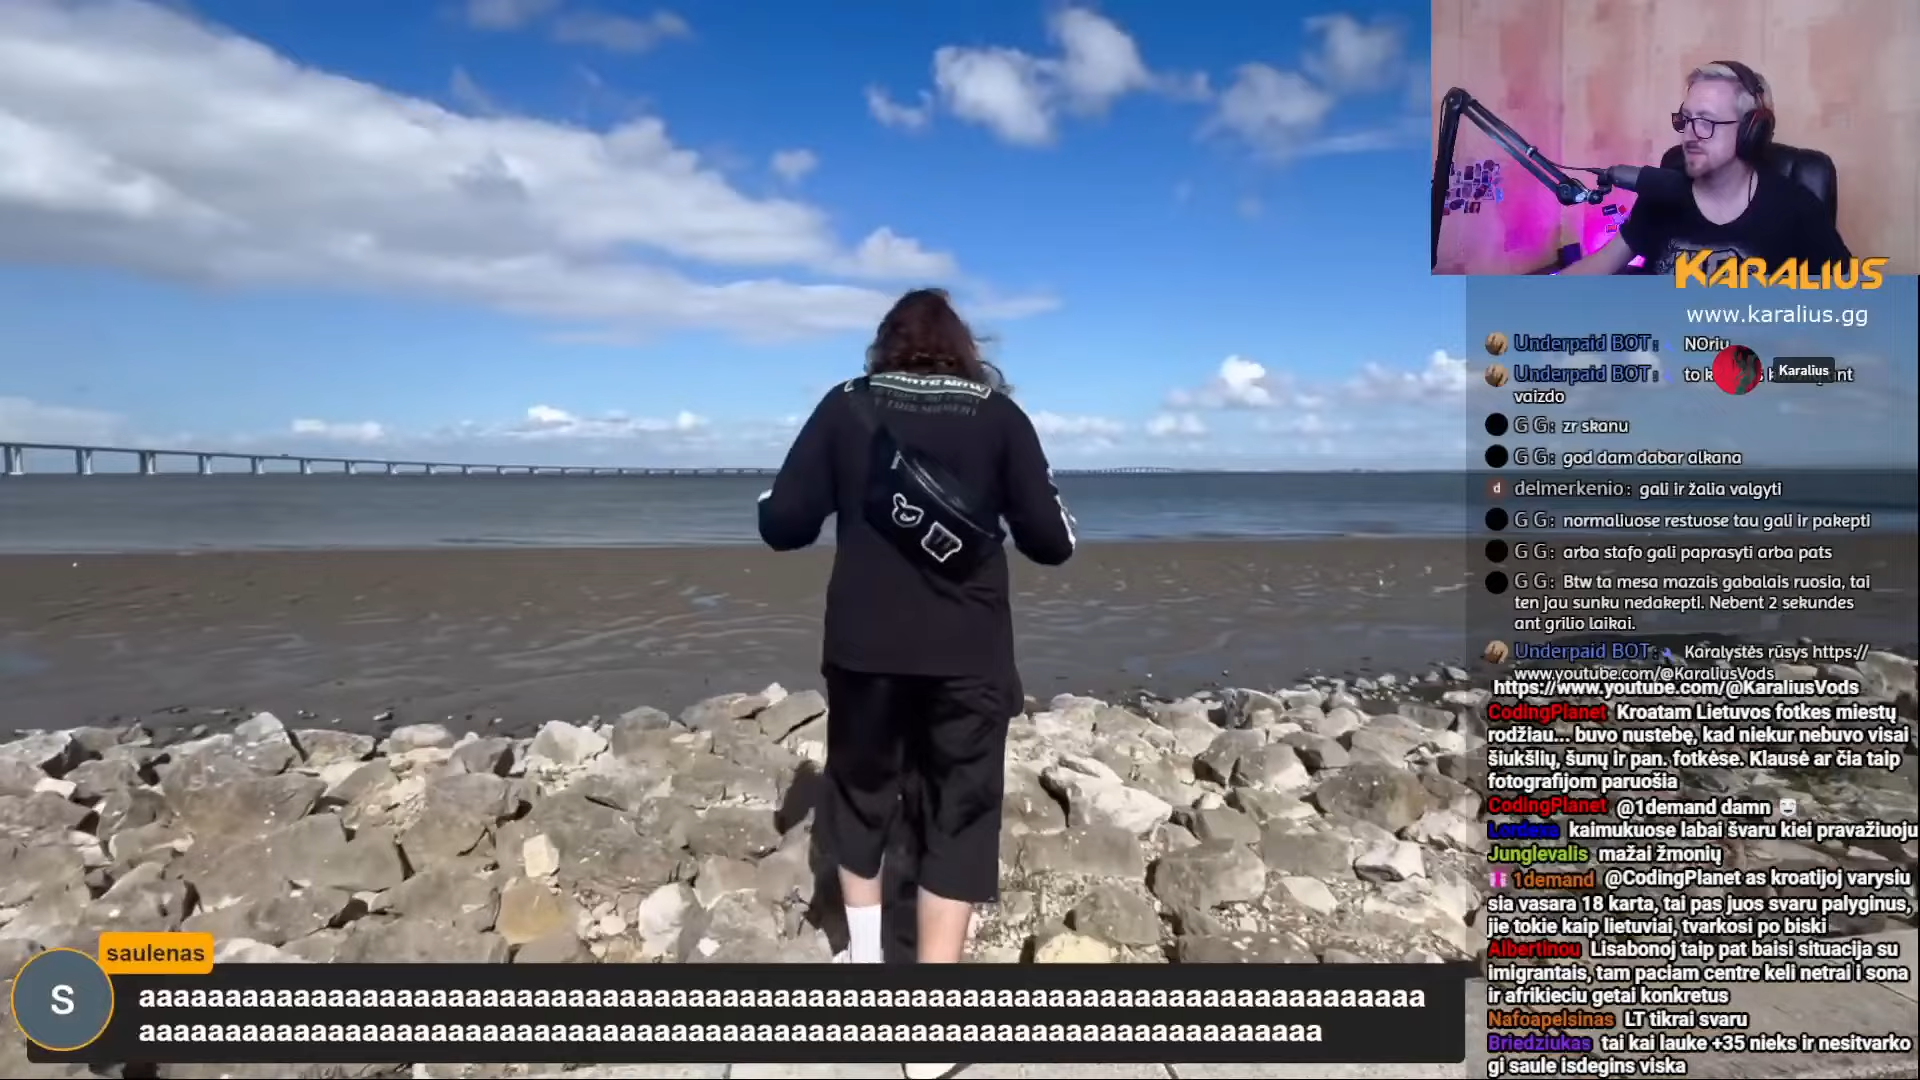 KARALIUS
www.karalius.gg
Underpaid BOT: NOriu
Karalius
Underpaid BOT: to
vaizdo
G G: zr skanu
G G: god dam dabar alkana
d delmerkenio: gali ir žalia valgyti
G G: normaliuose restuose tau gali ir pakepti
G G: arba stafo gali paprasyti arba pats
G G: Btw ta mesa mazais gabalais ruosia, tai
ten jau sunku nedakepti. Nebent 2 sekundes
ant grilio laikai.
Underpaid BOT: Karalystės rūsys https://
www.youtube.com/@KaraliusVods
https://www.youtube.com/@KaraliusVods
CodingPlanet Kroatam Lietuvos fotkes miestų
rodžiau... buvo nustebę, kad niekur nebuvo visai
šiukšlių, šunų ir pan. fotkėse. Klausė ar čia taip
fotografijom paruošia
CodingPlanet @1demand damn
Lordeva kaimukuose labai švaru kiei pravažiuoju
Junglevalis mažai žmonių
1demand @CodingPlanet as kroatijoj varysiu
sia vasara 18 karta, tai pas juos svaru palyginus,
jie tokie kaip lietuviai, tvarkosi po biski
Albertinou Lisabonoj taip pat baisi situacija su
imigrantais, tam paciam centre keli netrai i sona
ir afrikieciu getai konkretus
Nafoapelsinas LT tikrai svaru
Briedziukas tai kai lauke +35 nieks ir nesitvarko
gi saule isdegins viska
saulenas
S
aaaaaaaaaaaaaaaaaaaaaaaaaaaaaaaaaaaaaaaaaaaaaaaaaaaaaaaaaaaaaaaaaaaaaaaaaaa
aaaaaaaaaaaaaaaaaaaaaaaaaaaaaaaaaaaaaaaaaaaaaaaaaaaaaaaaaaaaaaaaaaaaa